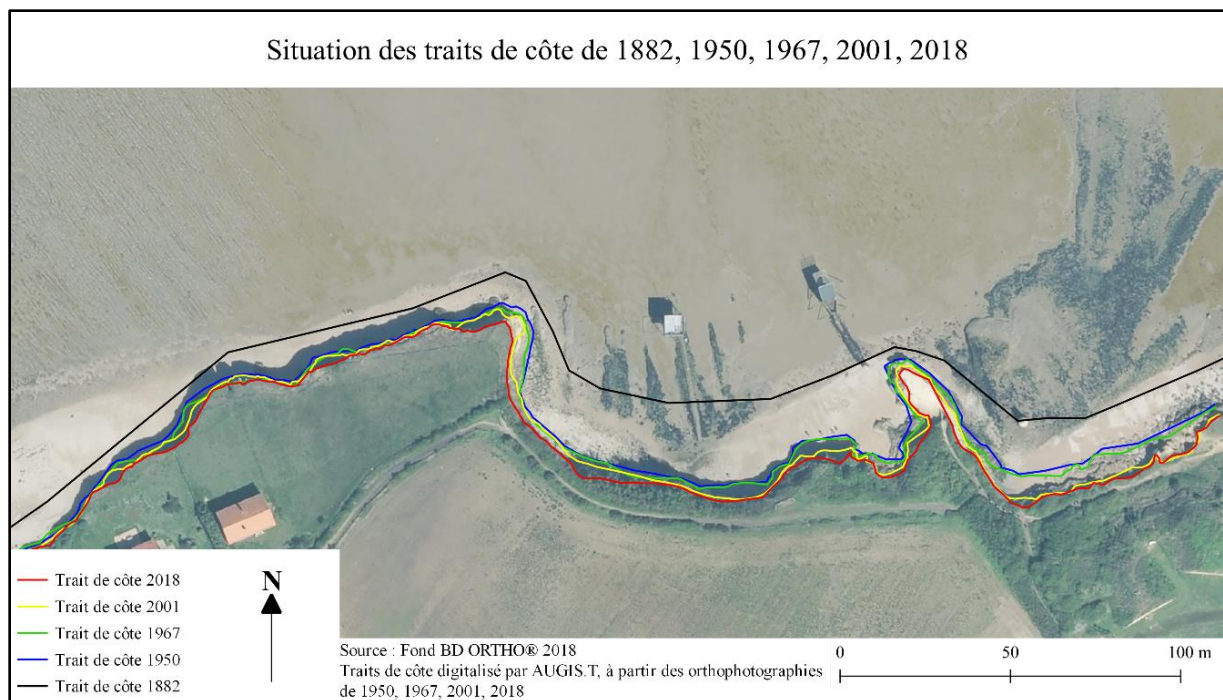 Situation des traits de côte de 1882, 1950, 1967, 2001, 2018
Trait de côte 2018
Trait de côte 2001
Trait de côte 1967
Trait de côte 1950
Trait de côte 1882
N
Source : Fond BD ORTHO® 2018
Traits de côte digitalisé par AUGIS.T, à partir des orthophotographies
de 1950, 1967, 2001, 2018
0 50 100 m